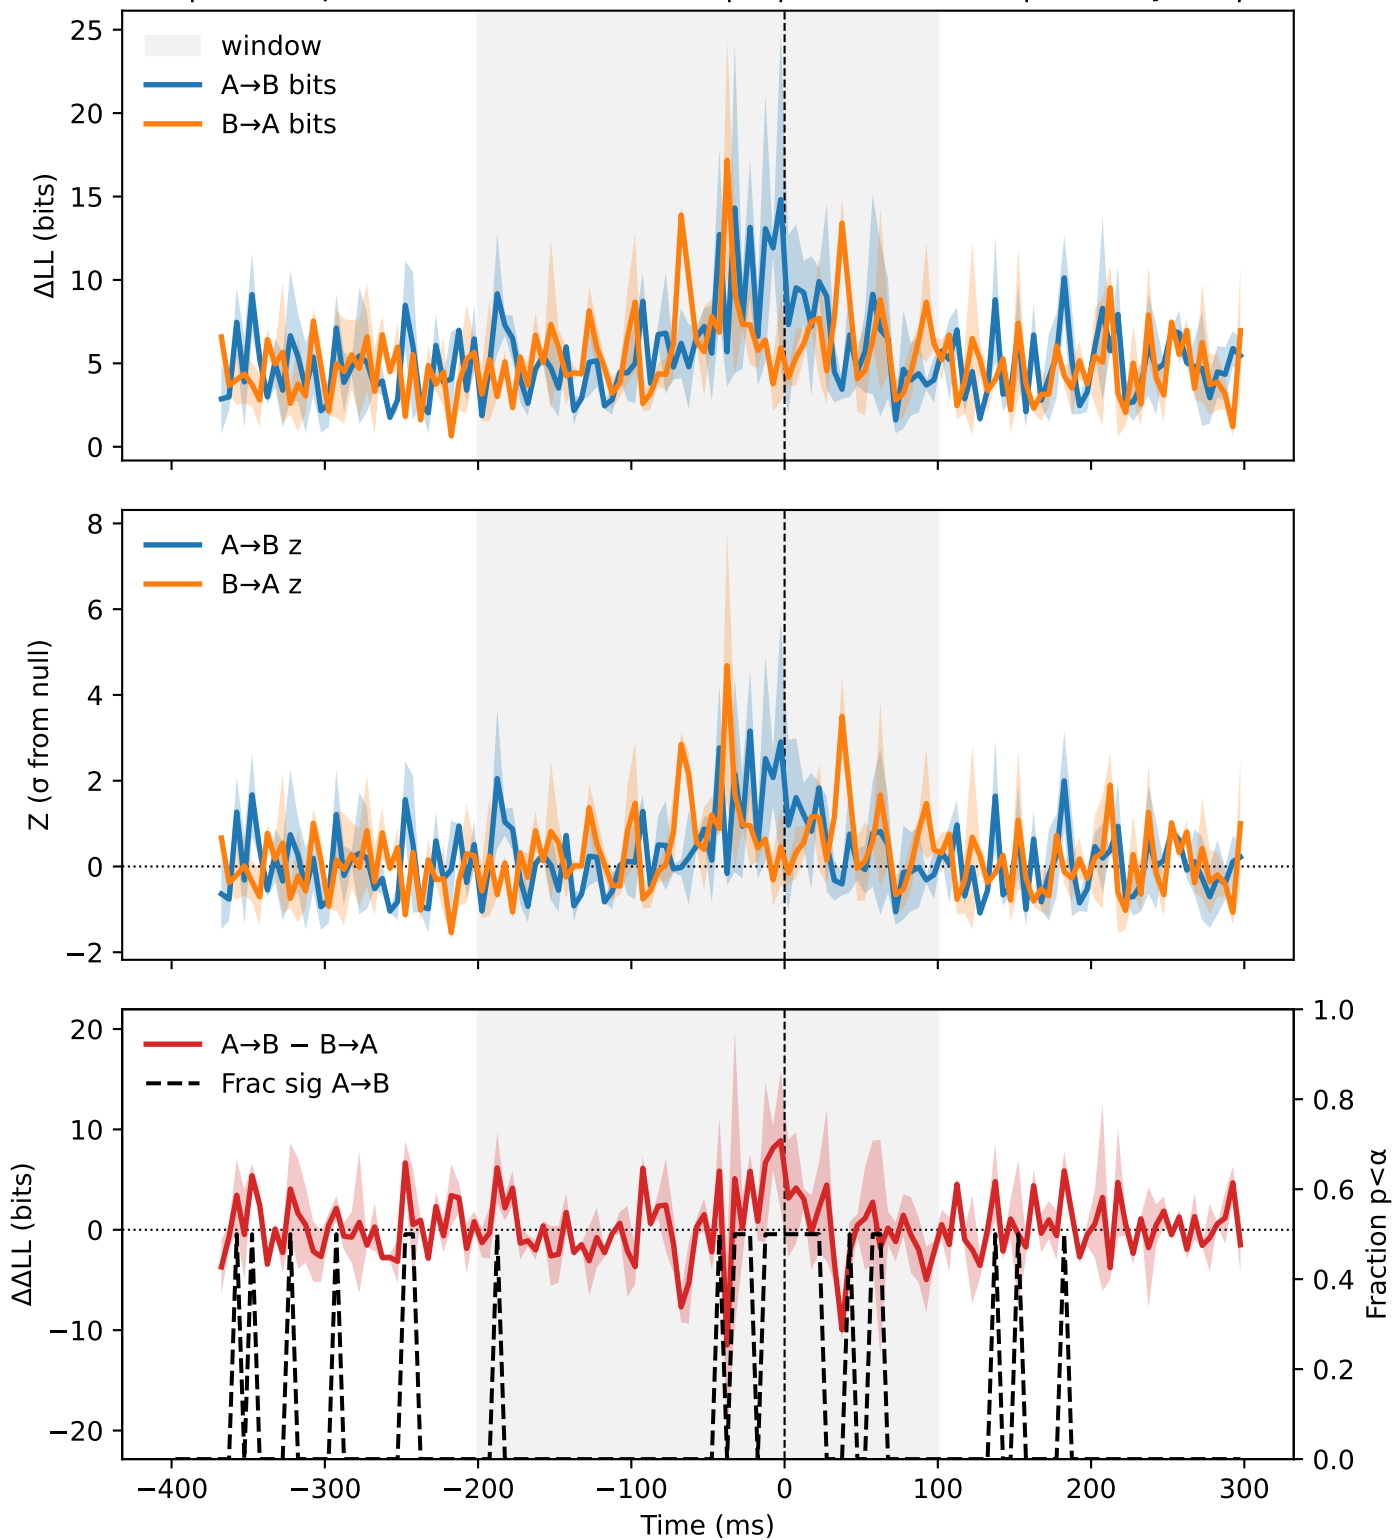 25
20
15
10
5
0
ΔLL (bits)
window
A→B bits
B→A bits
8
6
4
2
0
−2
Z (σ from null)
A→B z
B→A z
20
10
0
−10
−20
ΔΔLL (bits)
A→B − B→A
Frac sig A→B
1.0
0.8
0.6
0.4
0.2
0.0
Fraction p<α
−400
−300
−200
−100
0
100
200
300
Time (ms)